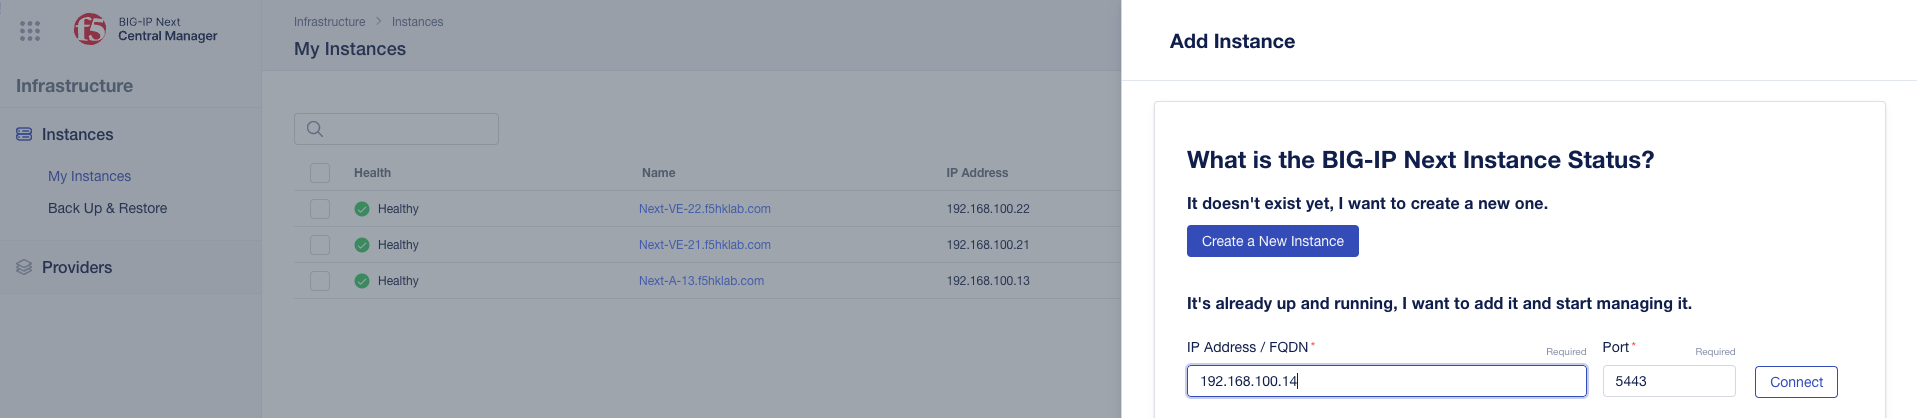 f5
BIG-IP Next
Central Manager
Infrastructure
Instances
My Instances
Back Up & Restore
Providers
Infrastructure > Instances
My Instances
Health Name IP Address
Healthy Next-VE-22.f5hklab.com 192.168.100.22
Healthy Next-VE-21.f5hklab.com 192.168.100.21
Healthy Next-A-13.f5hklab.com 192.168.100.13
Add Instance
What is the BIG-IP Next Instance Status?
It doesn't exist yet, I want to create a new one.
Create a New Instance
It's already up and running, I want to add it and start managing it.
IP Address / FQDN* Required Port* Required
192.168.100.14 5443 Connect